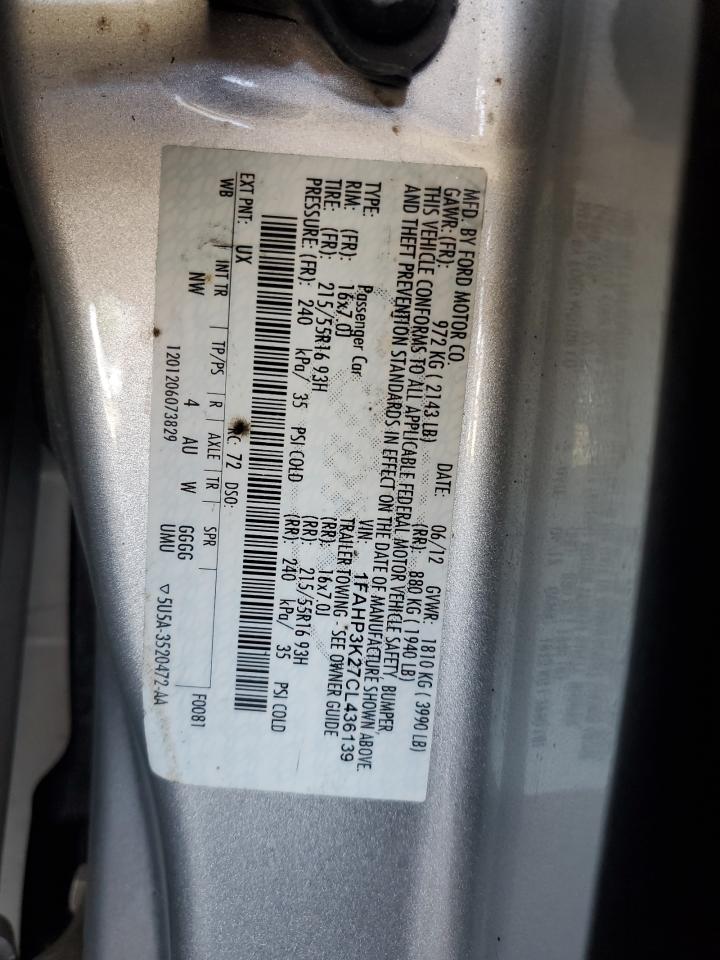 MFD. BY FORD MOTOR CO.
DATE: 06/12 GVWR: 1810 KG ( 3990 LB)
GAWR: (FR): 972 KG ( 2143 LB) (RR): 880 KG ( 1940 LB)
THIS VEHICLE CONFORMS TO ALL APPLICABLE FEDERAL MOTOR VEHICLE SAFETY, BUMPER,
AND THEFT PREVENTION STANDARDS IN EFFECT ON THE DATE OF MANUFACTURE SHOWN ABOVE.
VIN: 1FAHP3K27CL436139
TYPE: Passenger Car TRAILER TOWING - SEE OWNER GUIDE
RIM: (FR): 16x7.0J (RR): 16x7.0J
TIRE: (FR): 215/55R16 93H (RR): 215/55R16 93H
PRESSURE: (FR): 240 kPa/ 35 PSI COLD (RR): 240 kPa/ 35 PSI COLD
EXT PNT: UX RC: 72 DSO:
WB INT TR TP/PS R AXLE TR SPR F0081
NW 4 AU W GGGG
UMU
1201206073829 ▽5U5A-3520472-AA